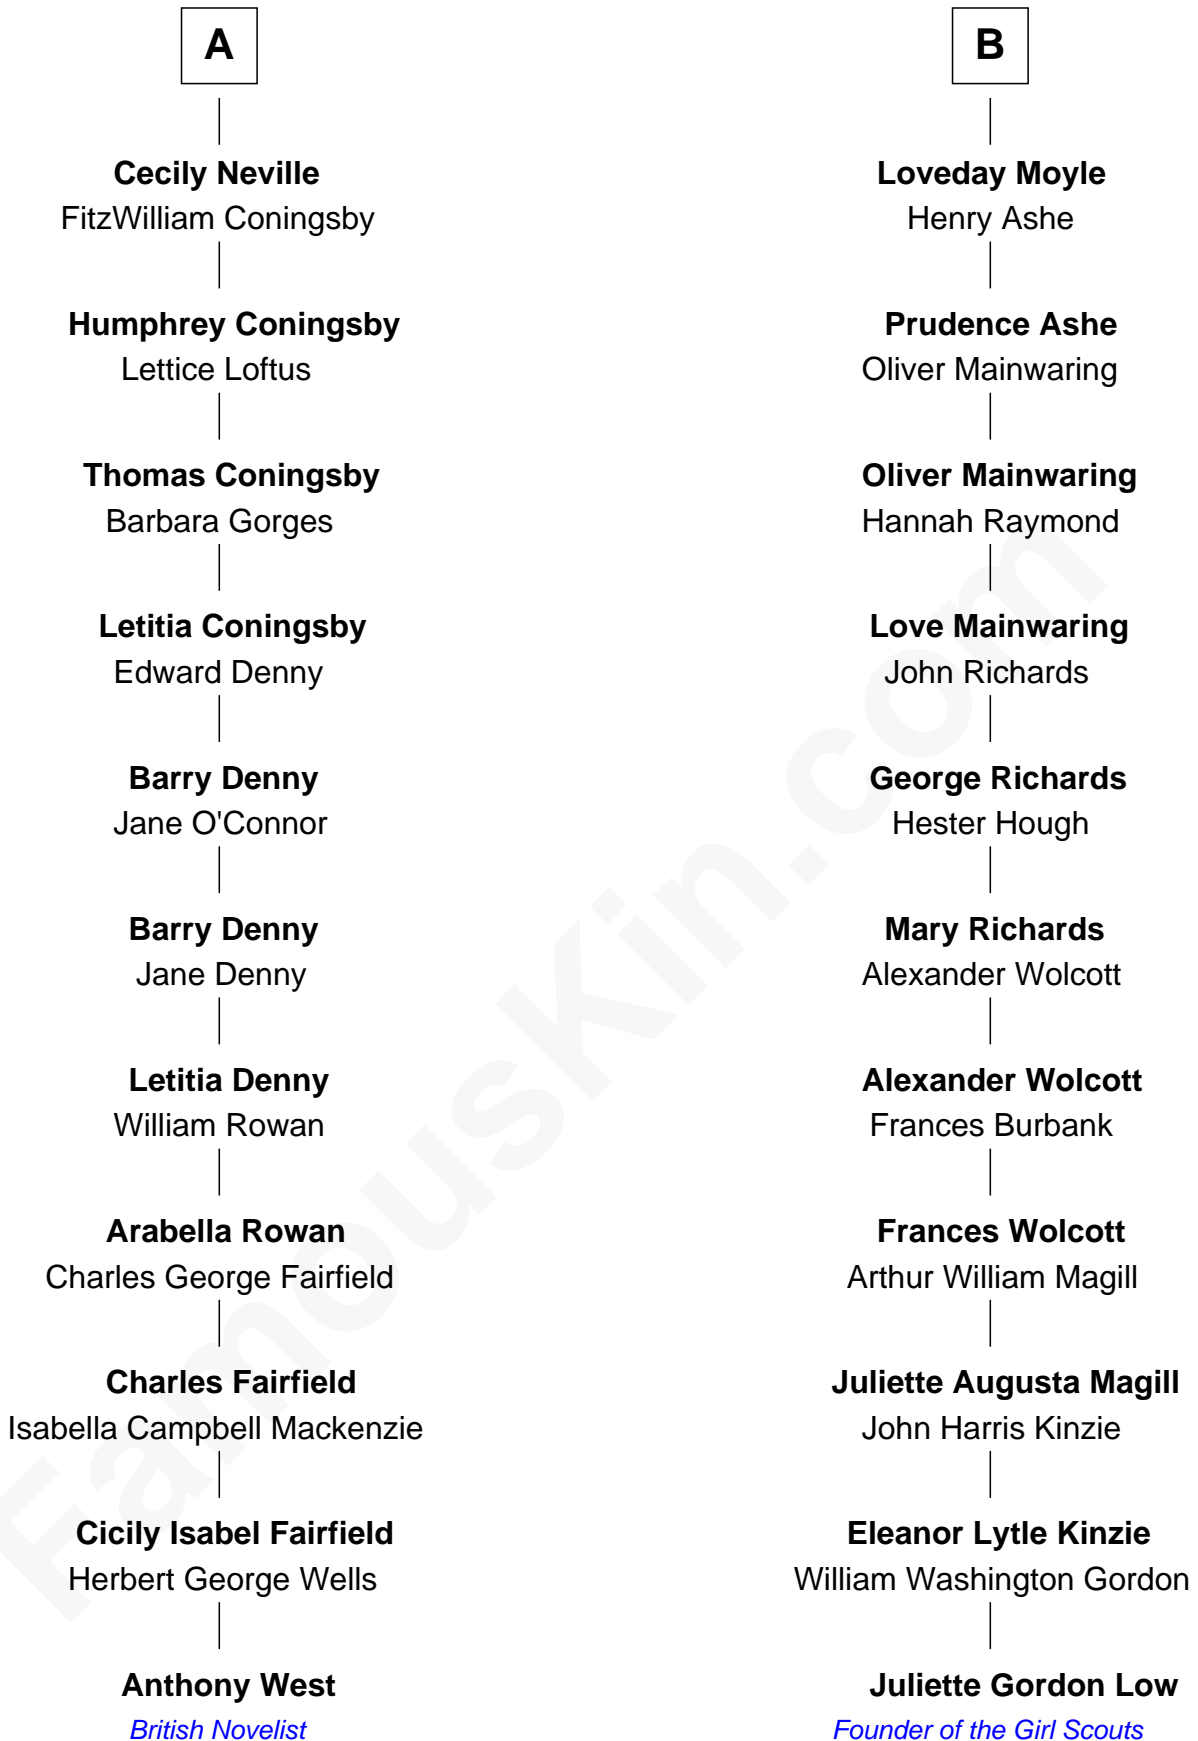 A
Cecily Neville
FitzWilliam Coningsby
Humphrey Coningsby
Lettice Loftus
Thomas Coningsby
Barbara Gorges
Letitia Coningsby
Edward Denny
Barry Denny
Jane O'Connor
Barry Denny
Jane Denny
Letitia Denny
William Rowan
Arabella Rowan
Charles George Fairfield
Charles Fairfield
Isabella Campbell Mackenzie
Cicily Isabel Fairfield
Herbert George Wells
Anthony West
British Novelist
B
Loveday Moyle
Henry Ashe
Prudence Ashe
Oliver Mainwaring
Oliver Mainwaring
Hannah Raymond
Love Mainwaring
John Richards
George Richards
Hester Hough
Mary Richards
Alexander Wolcott
Alexander Wolcott
Frances Burbank
Frances Wolcott
Arthur William Magill
Juliette Augusta Magill
John Harris Kinzie
Eleanor Lytle Kinzie
William Washington Gordon
Juliette Gordon Low
Founder of the Girl Scouts
FamousKin.com